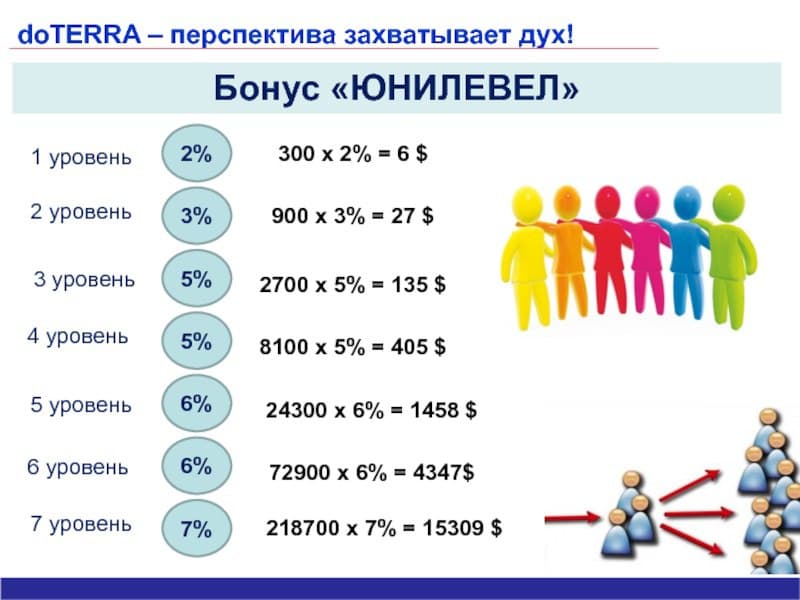 doTERRA – перспектива захватывает дух!
Бонус «ЮНИЛЕВЕЛ»
1 уровень 2% 300 x 2% = 6 $
2 уровень 3% 900 x 3% = 27 $
3 уровень 5% 2700 x 5% = 135 $
4 уровень 5% 8100 x 5% = 405 $
5 уровень 6% 24300 x 6% = 1458 $
6 уровень 6% 72900 x 6% = 4347$
7 уровень 7% 218700 x 7% = 15309 $